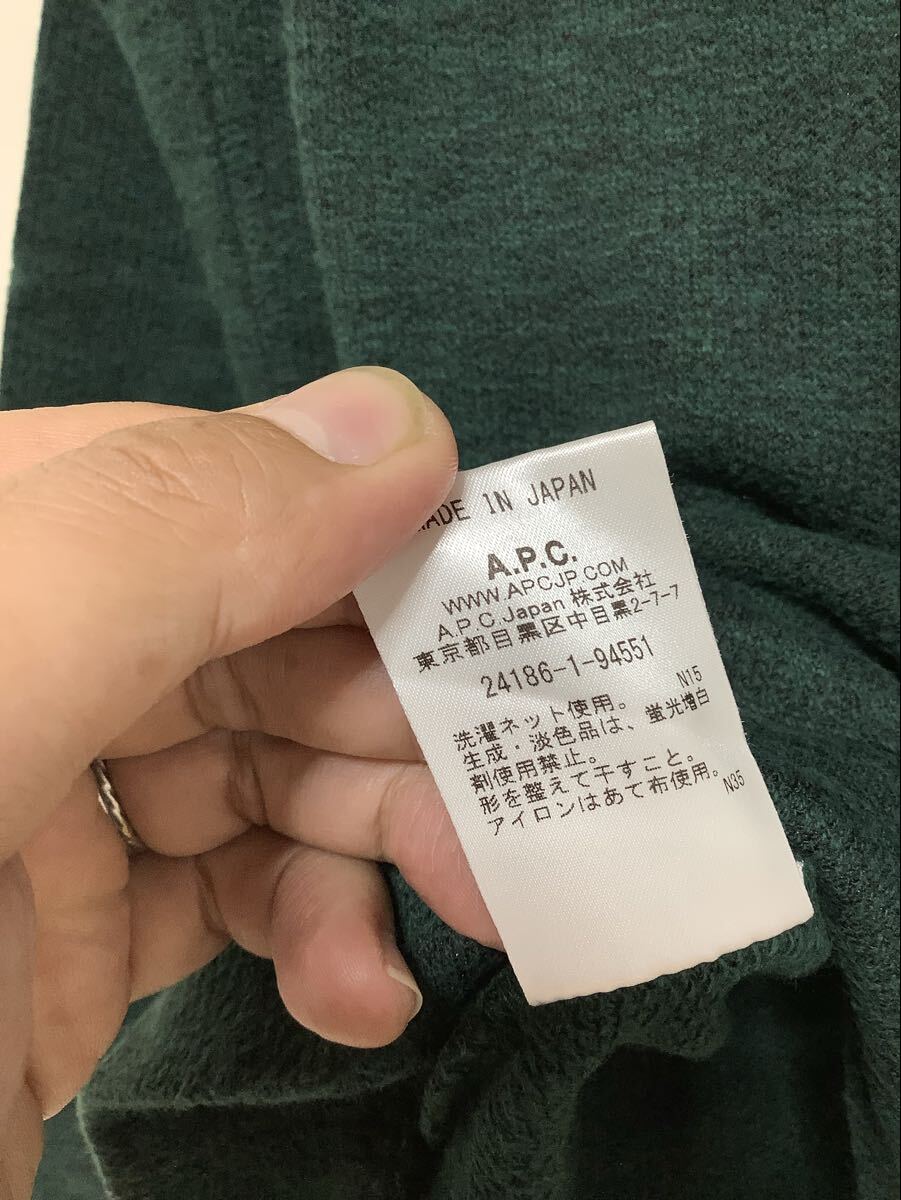 MADE IN JAPAN
A.P.C.
WWW.APCJP.COM
A.P.C.Japan 株式会社
東京都目黒区中目黒2-7-7
24186-1-94551
N15
洗濯ネット使用。
生成・淡色品は、蛍光増白
剤使用禁止。
形を整えて干すこと。
アイロンはあて布使用。
N35